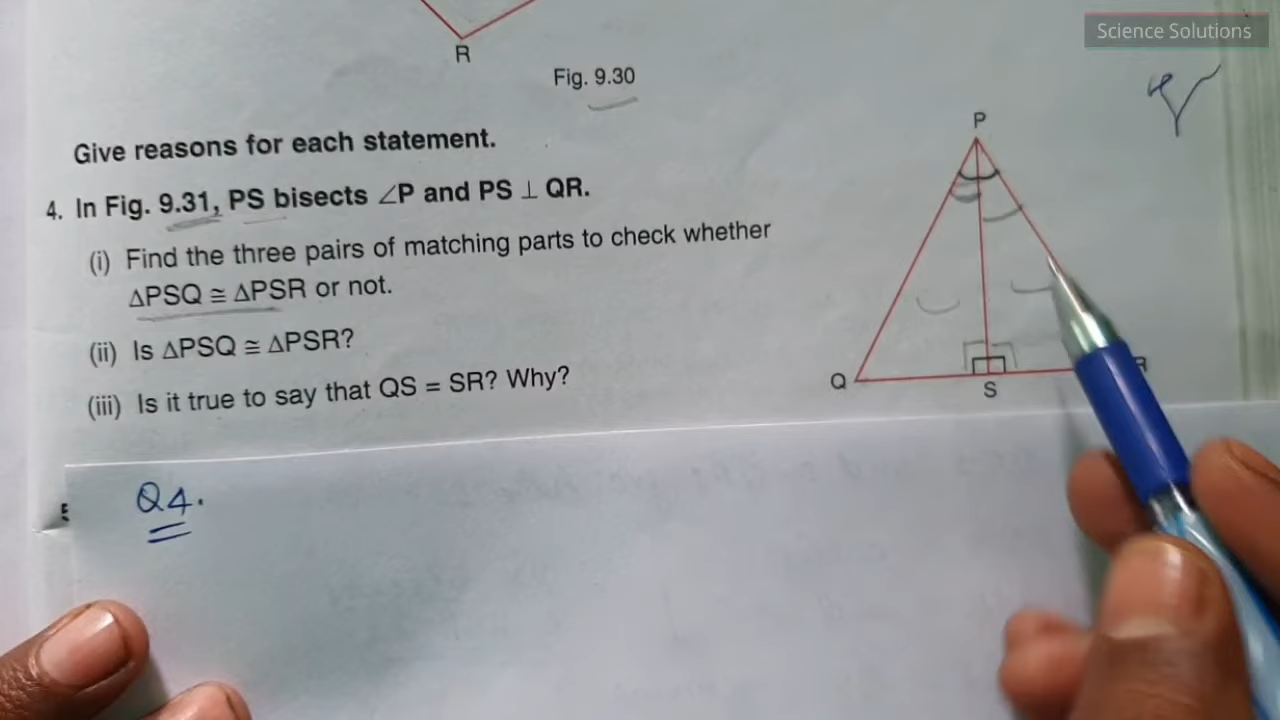 Science Solutions
R
Fig. 9.30
Give reasons for each statement.
P
4. In Fig. 9.31, PS bisects ∠P and PS ⊥ QR.
(i) Find the three pairs of matching parts to check whether
ΔPSQ ≅ ΔPSR or not.
(ii) Is ΔPSQ ≅ ΔPSR?
(iii) Is it true to say that QS = SR? Why?
Q
S
R
Q4.